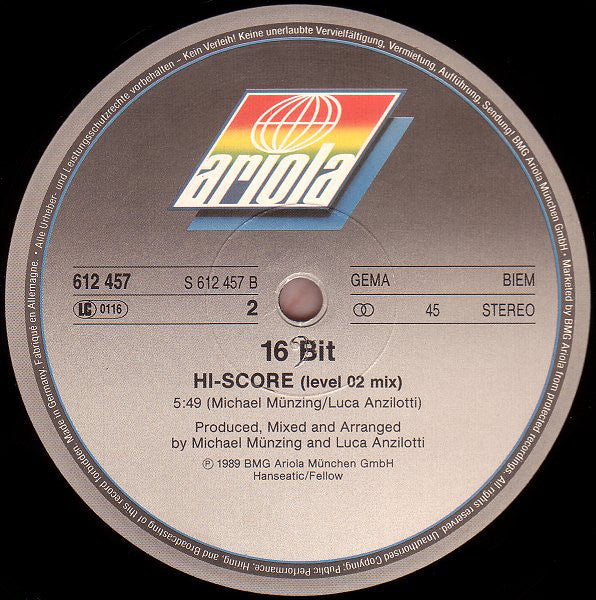 ariola
612 457
S 612 457 B
GEMA
BIEM
LC 0116
2
45
STEREO
16 Bit
HI-SCORE (level 02 mix)
5:49 (Michael Münzing/Luca Anzilotti)
Produced, Mixed and Arranged
by Michael Münzing and Luca Anzilotti
℗ 1989 BMG Ariola München GmbH
Hanseatic/Fellow
• Alle Urheber- und Leistungsschutzrechte vorbehalten – Kein Verleih! Keine unerlaubte Vervielfältigung, Vermietung, Aufführung, Sendung! BMG Ariola München GmbH • Marketed by BMG Ariola from protected recordings. All rights reserved. Unauthorised Copying; Public Performance, Hiring, and Broadcasting of this record forbidden. Made in Germany. Fabriqué en Allemagne.